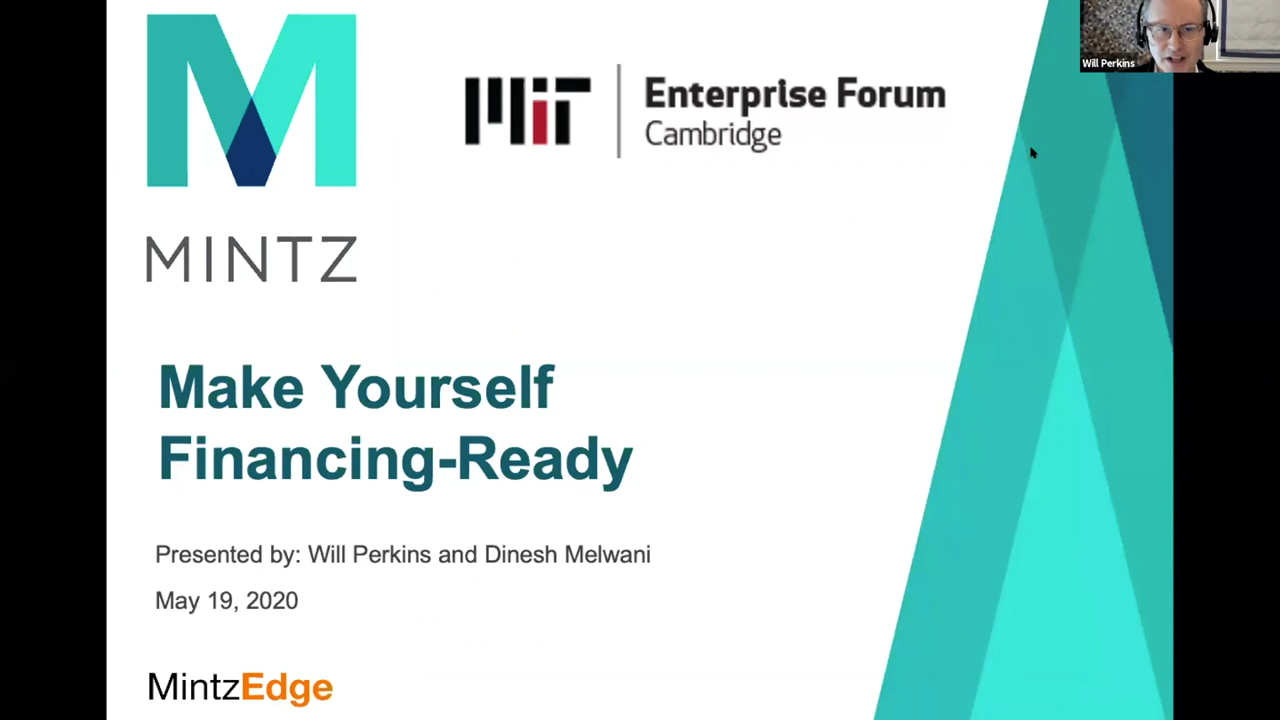 MIT
Enterprise Forum
Cambridge
Will Perkins
MINTZ
Make Yourself
Financing-Ready
Presented by: Will Perkins and Dinesh Melwani
May 19, 2020
MintzEdge